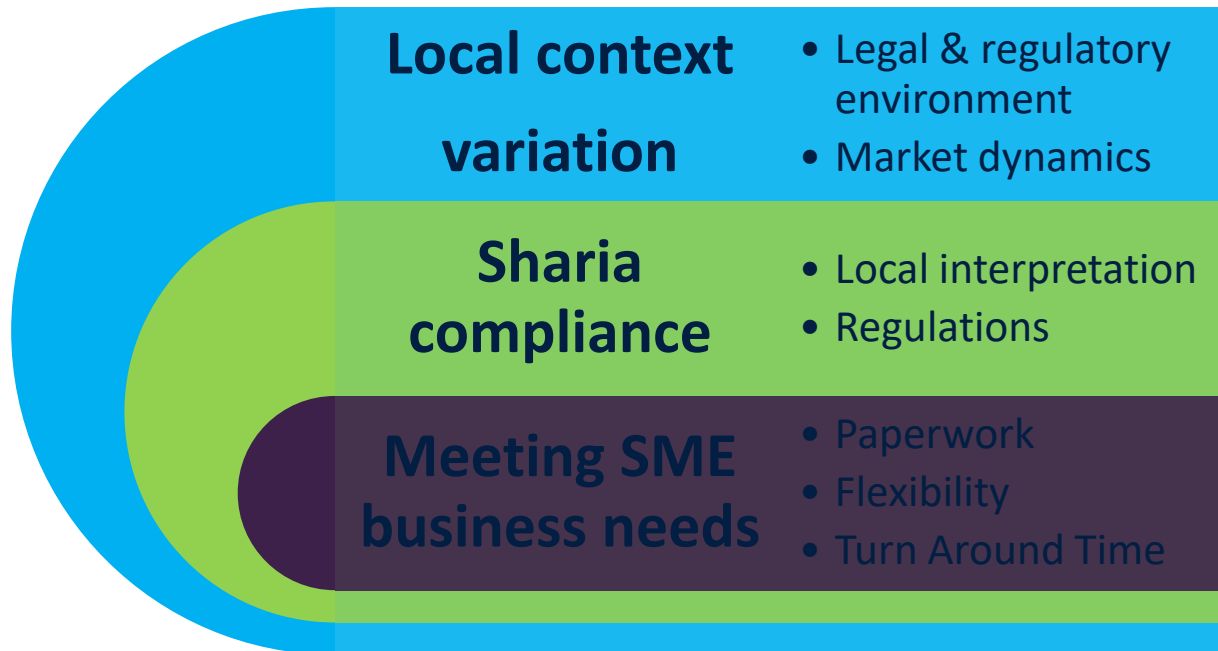 Local context
variation
• Legal & regulatory
environment
• Market dynamics
Sharia
compliance
• Local interpretation
• Regulations
Meeting SME
business needs
• Paperwork
• Flexibility
• Turn Around Time